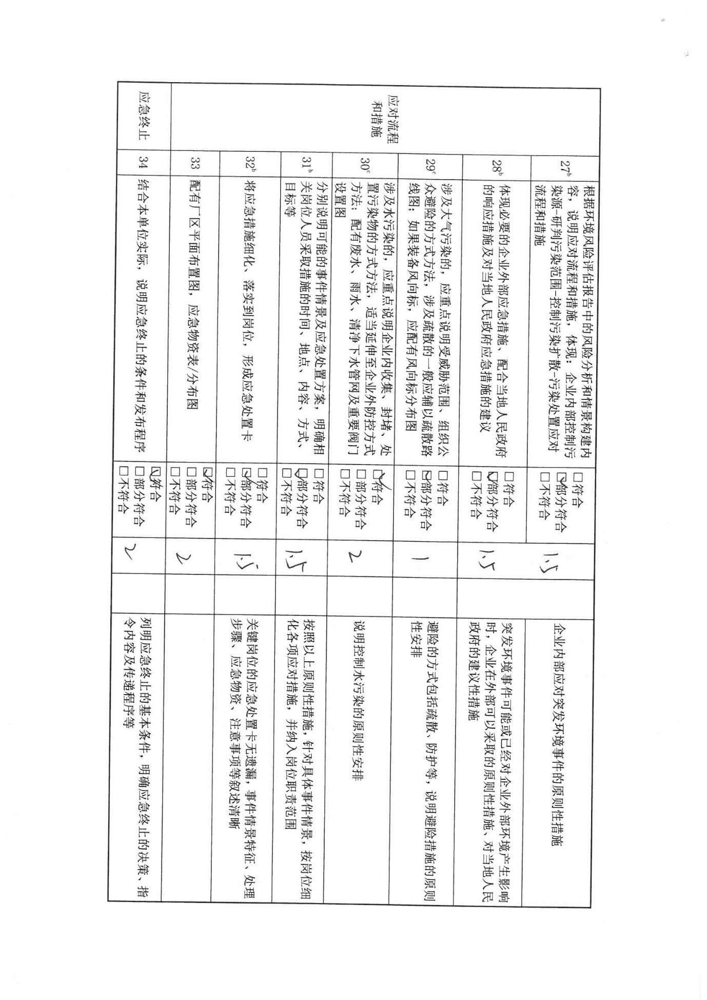 应对流程
和措施
27ᵇ
根据环境风险评估报告中的风险分析和情景构建内
容，说明应对流程和措施，体现：企业内部控制污
染源-研判污染范围-控制污染扩散-污染处置应对
流程和措施
□符合
☑部分符合
□不符合
1.5
企业内部应对突发环境事件的原则性措施
28ᵇ
体现必要的企业外部应急措施、配合当地人民政府
的响应措施及对当地人民政府应急措施的建议
□符合
☑部分符合
□不符合
1.5
突发环境事件可能或已经对企业外部环境产生影响
时，企业在外部可以采取的原则性措施、对当地人民
政府的建议性措施
29ᶜ
涉及大气污染的，应重点说明受威胁范围、组织公
众避险的方式方法，涉及疏散的一般应辅以疏散路
线图；如果装备风向标，应配有风向标分布图
□符合
☑部分符合
□不符合
1
避险的方式包括疏散、防护等，说明避险措施的原则
性安排
30ᶜ
涉及水污染的，应重点说明企业内收集、封堵、处
置污染物的方式方法，适当延伸至企业外防控方式
方法；配有废水、雨水、清净下水管网及重要阀门
设置图
☑符合
□部分符合
□不符合
2
说明控制水污染的原则性安排
31ᵇ
分别说明可能的事件情景及应急处置方案，明确相
关岗位人员采取措施的时间、地点、内容、方式、
目标等
□符合
☑部分符合
□不符合
1.5
按照以上原则性措施，针对具体事件情景，按岗位细
化各项应对措施，并纳入岗位职责范围
32ᵇ
将应急措施细化、落实到岗位，形成应急处置卡
□符合
☑部分符合
□不符合
1.5
关键岗位的应急处置卡无遗漏，事件情景特征、处理
步骤、应急物资、注意事项等叙述清晰
33
配有厂区平面布置图，应急物资表/分布图
☑符合
□部分符合
□不符合
2
应急终止
34
结合本单位实际，说明应急终止的条件和发布程序
☑符合
□部分符合
□不符合
2
列明应急终止的基本条件，明确应急终止的决策、指
令内容及传递程序等